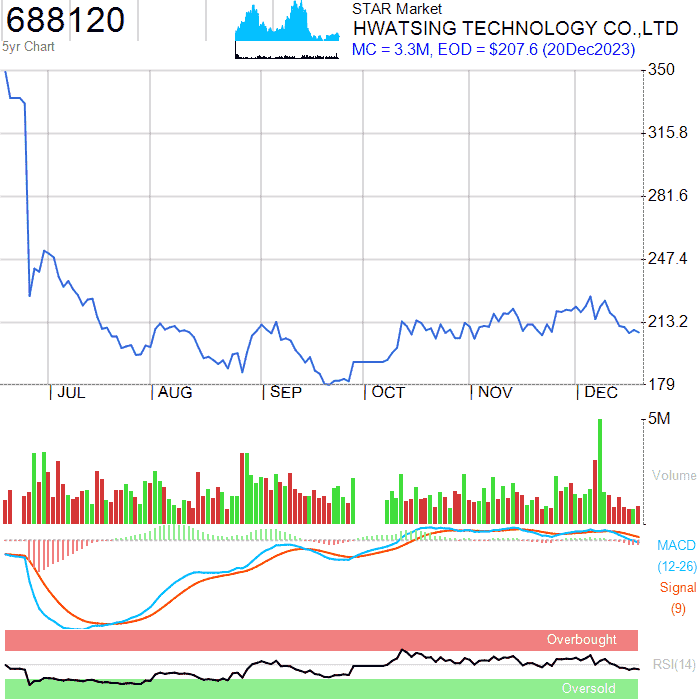 688120
5yr Chart
STAR Market
HWATSING TECHNOLOGY CO.,LTD
MC = 3.3M, EOD = $207.6 (20Dec2023)
350
315.8
281.6
247.4
213.2
179
JUL AUG SEP OCT NOV DEC
5M
Volume
MACD
(12-26)
Signal
(9)
Overbought
RSI(14)
Oversold